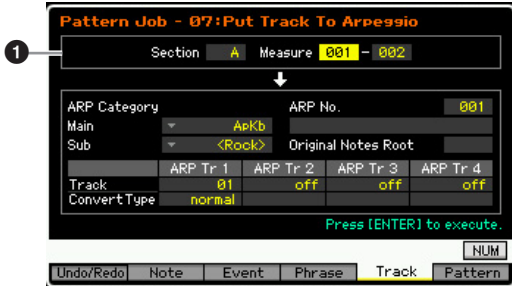 Pattern Job - 07:Put Track To Arpeggio
1
Section A Measure 001 - 002
ARP Category ARP No. 001
Main ApKb
Sub <Rock> Original Notes Root
ARP Tr 1 ARP Tr 2 ARP Tr 3 ARP Tr 4
Track 01 off off off
Convert Type normal
Press [ENTER] to execute.
NUM
Undo/Redo Note Event Phrase Track Pattern